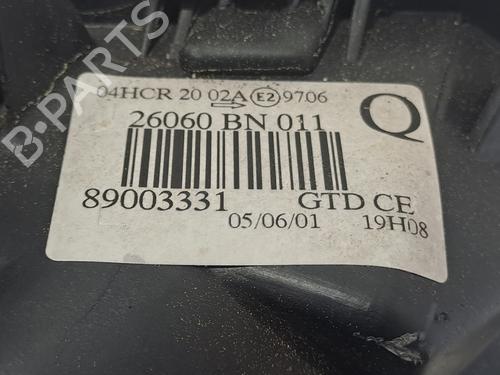 B-PARTS
04HCR 20 02A E2 9706
26060 BN 011
Q
89003331 GTD CE
05/06/01 19H08